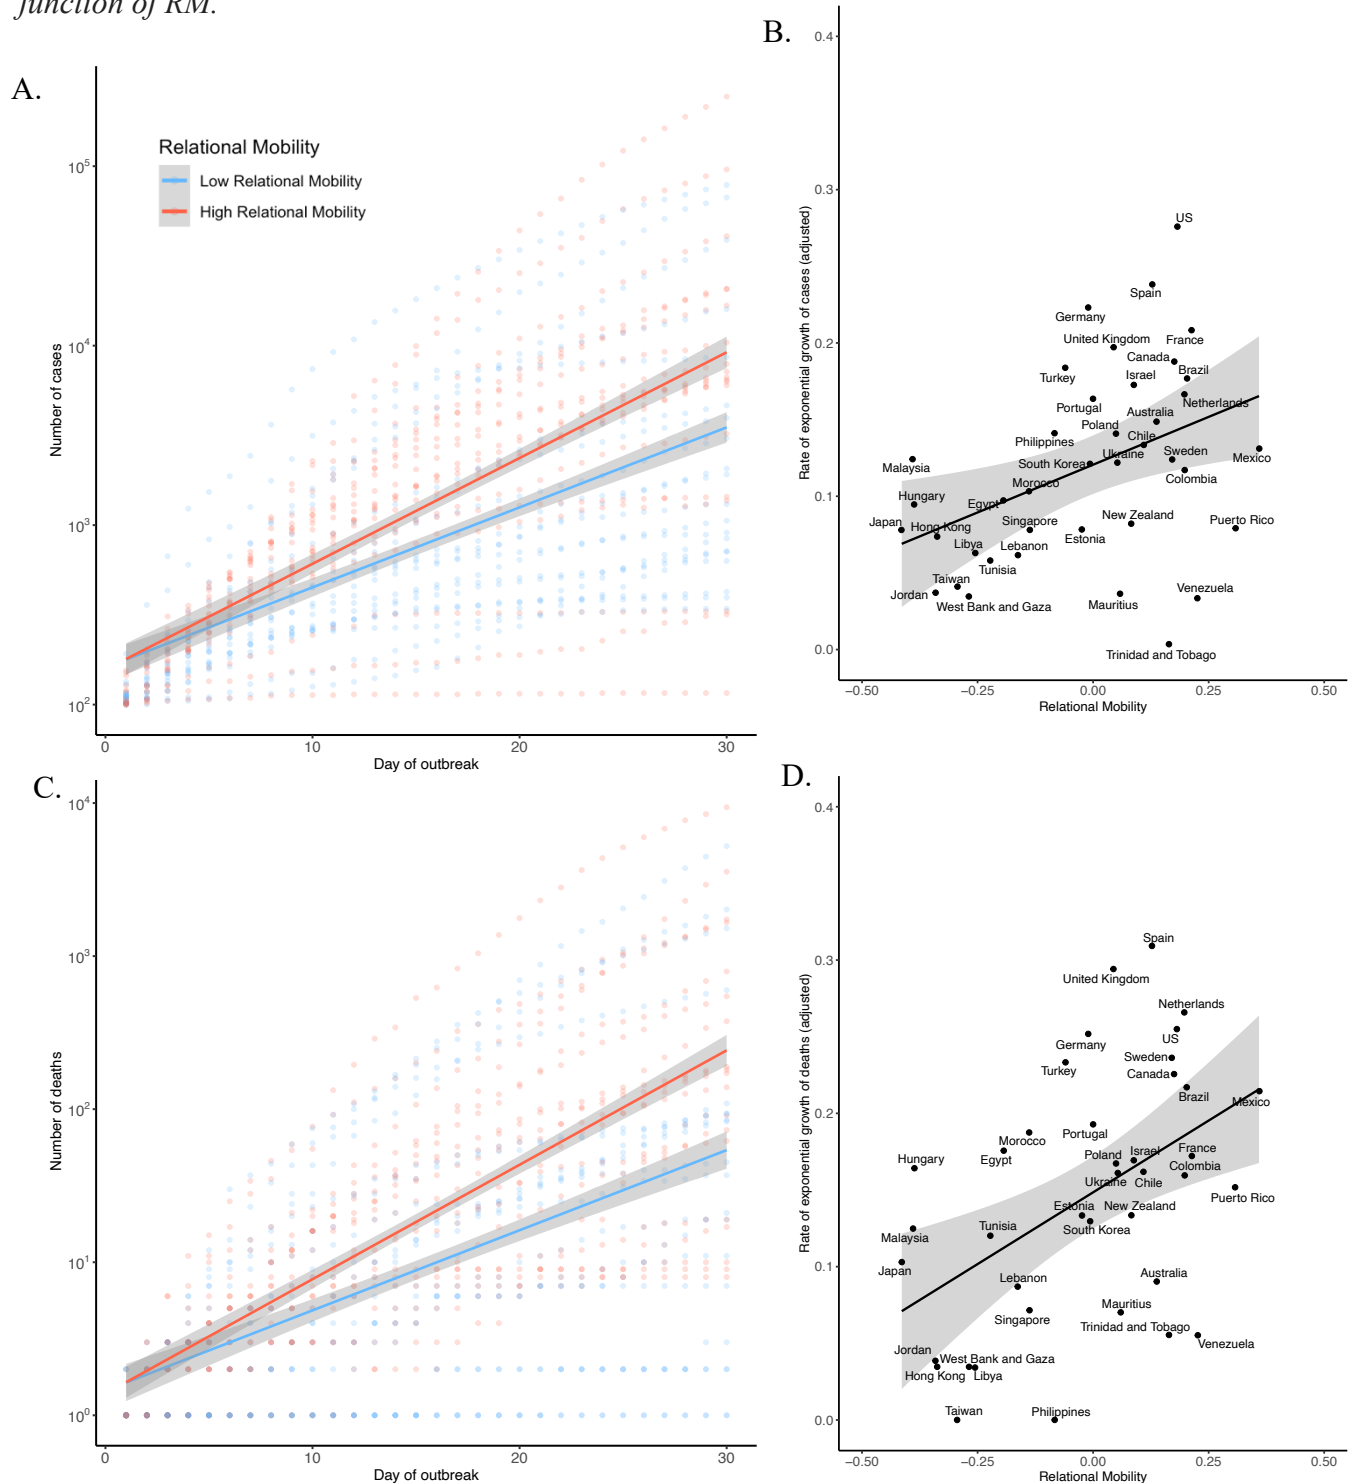 function of RM.
A.
Relational Mobility
Low Relational Mobility
High Relational Mobility
10^5
10^4
10^3
10^2
Number of cases
0 10 20 30
Day of outbreak
B.
0.4
0.3
0.2
0.1
0.0
Rate of exponential growth of cases (adjusted)
US
Spain
Germany
United Kingdom
France
Canada
Turkey
Israel
Brazil
Portugal
Netherlands
Australia
Philippines
Poland
Chile
Malaysia
South Korea
Ukraine
Sweden
Mexico
Colombia
Morocco
Hungary
Egypt
Japan
Hong Kong
Singapore
New Zealand
Puerto Rico
Estonia
Libya
Lebanon
Tunisia
Taiwan
Jordan
West Bank and Gaza
Mauritius
Venezuela
Trinidad and Tobago
−0.50 −0.25 0.00 0.25 0.50
Relational Mobility
C.
10^4
10^3
10^2
10^1
10^0
Number of deaths
0 10 20 30
Day of outbreak
D.
0.4
0.3
0.2
0.1
0.0
Rate of exponential growth of deaths (adjusted)
Spain
United Kingdom
Netherlands
US
Germany
Sweden
Turkey
Canada
Brazil
Mexico
Portugal
Morocco
Egypt
Hungary
Poland
Israel
France
Ukraine
Chile
Colombia
Puerto Rico
Estonia
New Zealand
South Korea
Tunisia
Malaysia
Japan
Lebanon
Australia
Singapore
Mauritius
Trinidad and Tobago
Venezuela
Jordan
West Bank and Gaza
Hong Kong
Libya
Taiwan
Philippines
−0.50 −0.25 0.00 0.25 0.50
Relational Mobility